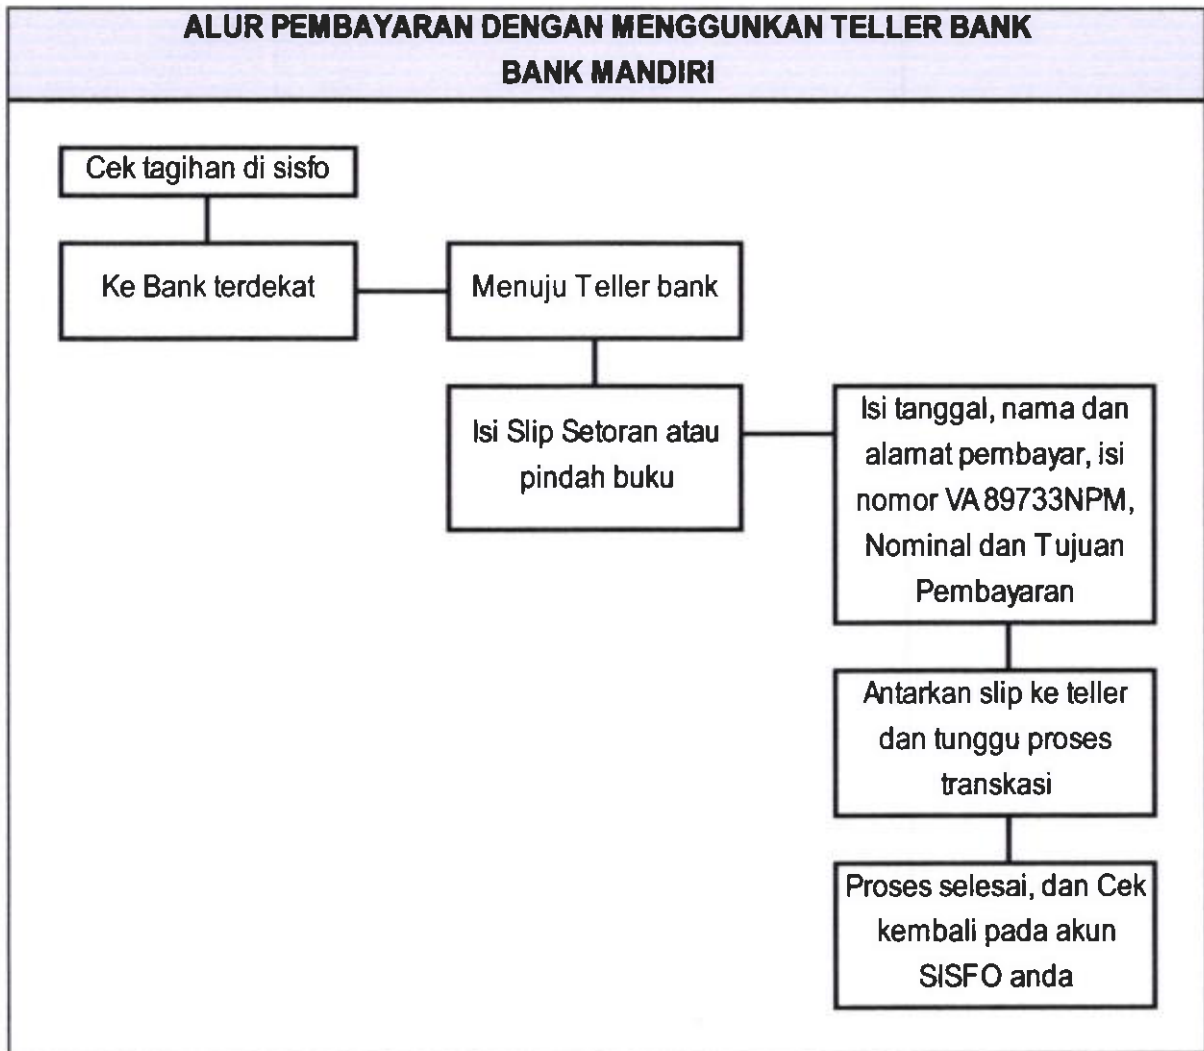 ALUR PEMBAYARAN DENGAN MENGGUNKAN TELLER BANK
BANK MANDIRI
Cek tagihan di sisfo
Ke Bank terdekat
Menuju Teller bank
Isi Slip Setoran atau
pindah buku
Isi tanggal, nama dan
alamat pembayar, isi
nomor VA 89733NPM,
Nominal dan Tujuan
Pembayaran
Antarkan slip ke teller
dan tunggu proses
transkasi
Proses selesai, dan Cek
kembali pada akun
SISFO anda